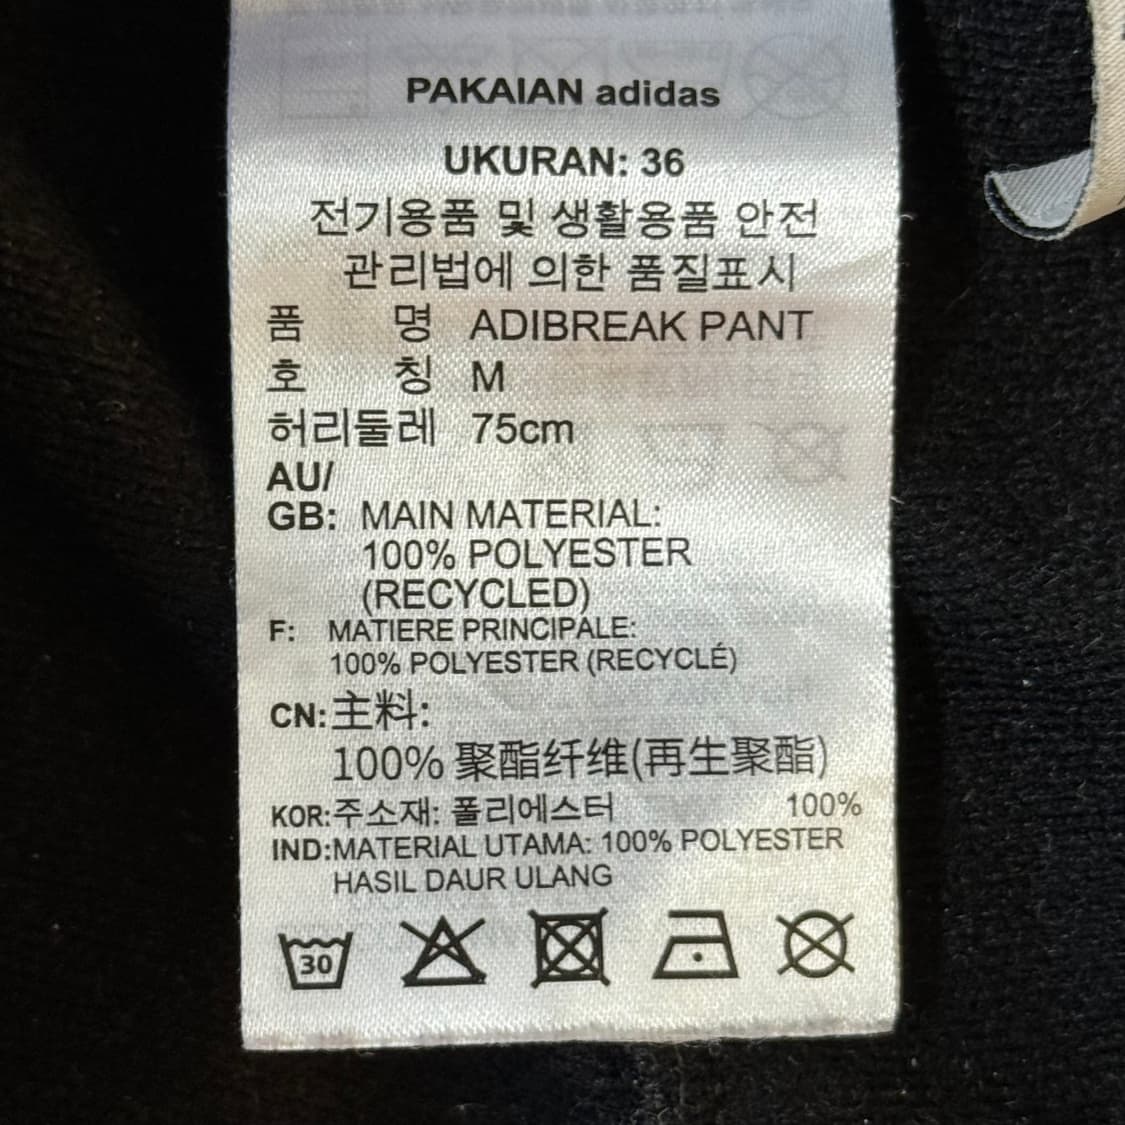 PAKAIAN adidas
UKURAN: 36
전기용품 및 생활용품 안전
관리법에 의한 품질표시
품 명 ADIBREAK PANT
호 칭 M
허리둘레 75cm
AU/
GB: MAIN MATERIAL:
100% POLYESTER
(RECYCLED)
F: MATIERE PRINCIPALE:
100% POLYESTER (RECYCLÉ)
CN:主料:
100% 聚酯纤维(再生聚酯)
KOR:주소재: 폴리에스터 100%
IND:MATERIAL UTAMA: 100% POLYESTER
HASIL DAUR ULANG
30